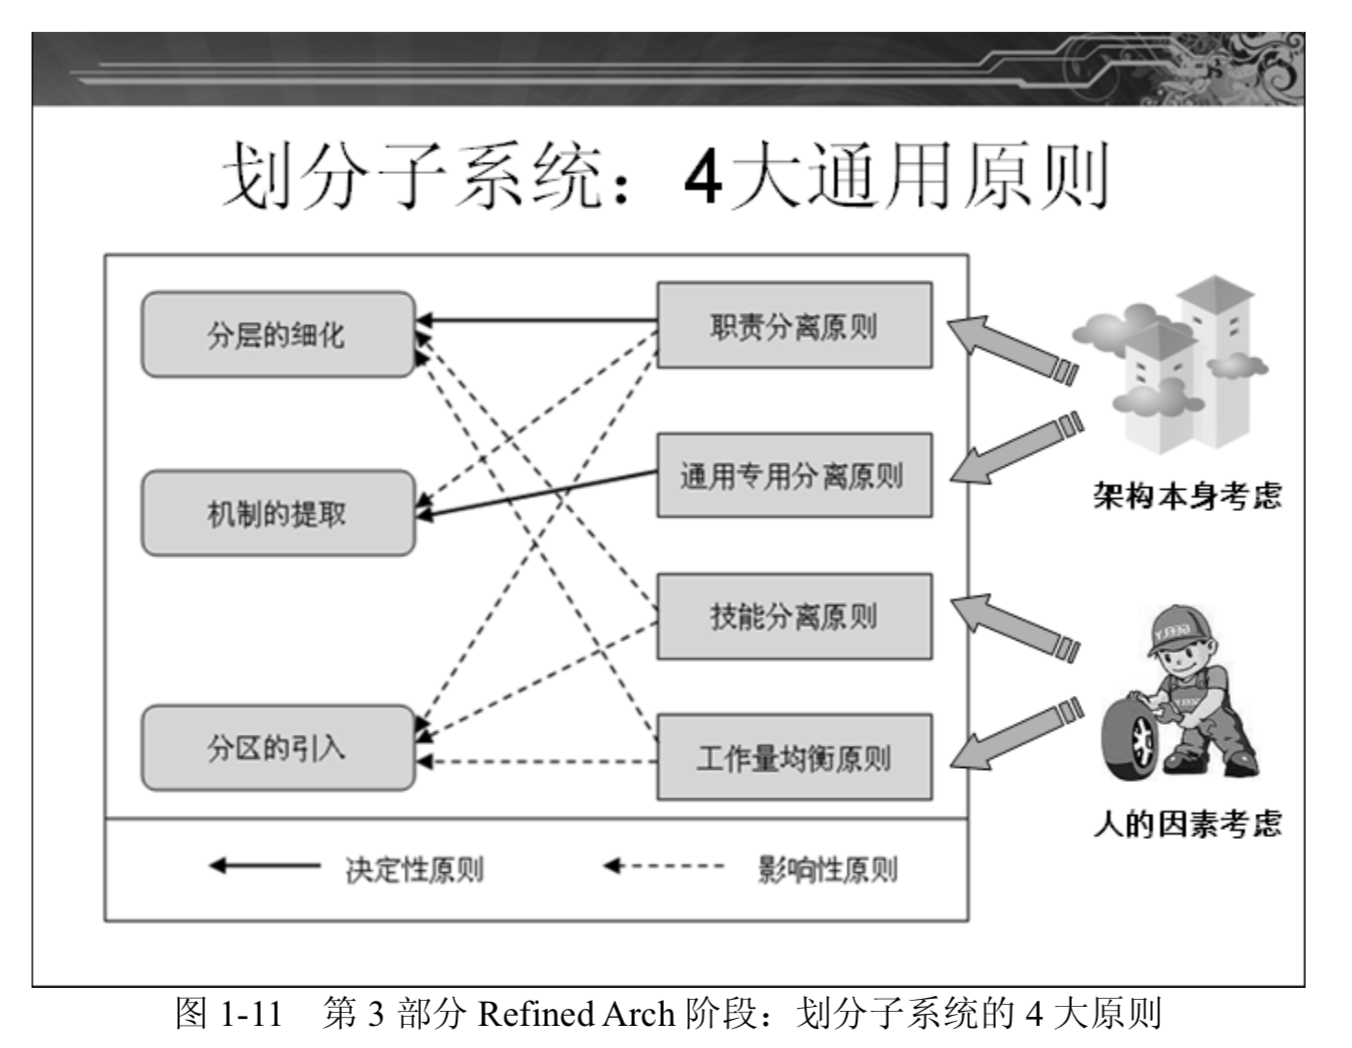 划分子系统：4大通用原则
分层的细化
职责分离原则
机制的提取
通用专用分离原则
架构本身考虑
技能分离原则
分区的引入
工作量均衡原则
人的因素考虑
决定性原则
影响性原则
图 1-11 第 3 部分 Refined Arch 阶段：划分子系统的 4 大原则